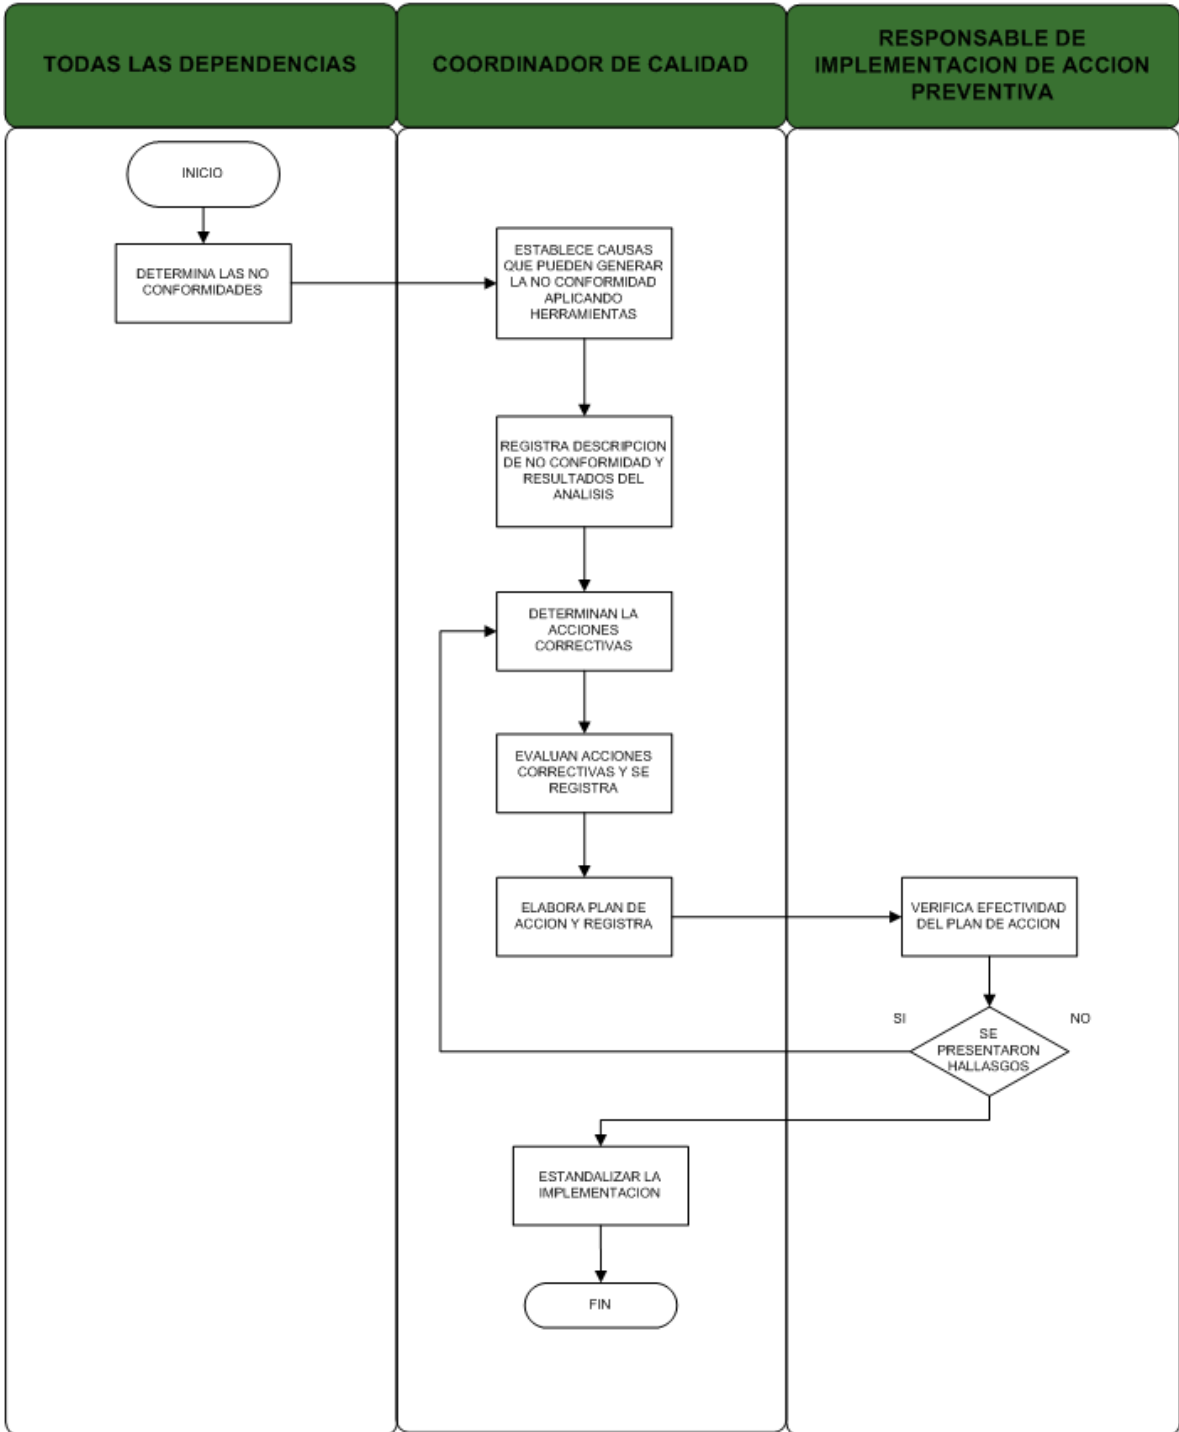 TODAS LAS DEPENDENCIAS
COORDINADOR DE CALIDAD
RESPONSABLE DE
IMPLEMENTACION DE ACCION
PREVENTIVA
INICIO
DETERMINA LAS NO
CONFORMIDADES
ESTABLECE CAUSAS
QUE PUEDEN GENERAR
LA NO CONFORMIDAD
APLICANDO
HERRAMIENTAS
REGISTRA DESCRIPCION
DE NO CONFORMIDAD Y
RESULTADOS DEL
ANALISIS
DETERMINAN LA
ACCIONES
CORRECTIVAS
EVALUAN ACCIONES
CORRECTIVAS Y SE
REGISTRA
ELABORA PLAN DE
ACCION Y REGISTRA
VERIFICA EFECTIVIDAD
DEL PLAN DE ACCION
SI
NO
SE
PRESENTARON
HALLASGOS
ESTANDALIZAR LA
IMPLEMENTACION
FIN